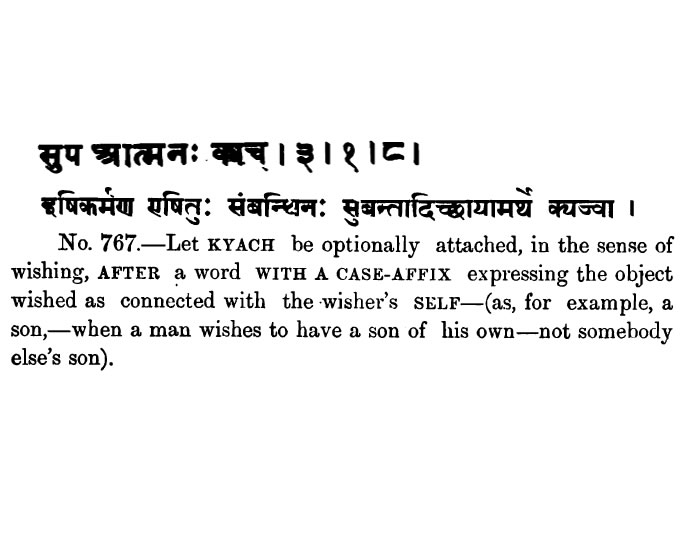 सुप आत्मनः क्यच् । ३ । १ । ८ ।
इषिकर्मण एषितुः संबन्धिनः सुबन्तादिच्छायामर्थे क्यज्वा ।
No. 767.—Let KYACH be optionally attached, in the sense of
wishing, AFTER a word WITH A CASE-AFFIX expressing the object
wished as connected with the wisher's SELF—(as, for example, a
son,—when a man wishes to have a son of his own—not somebody
else's son).